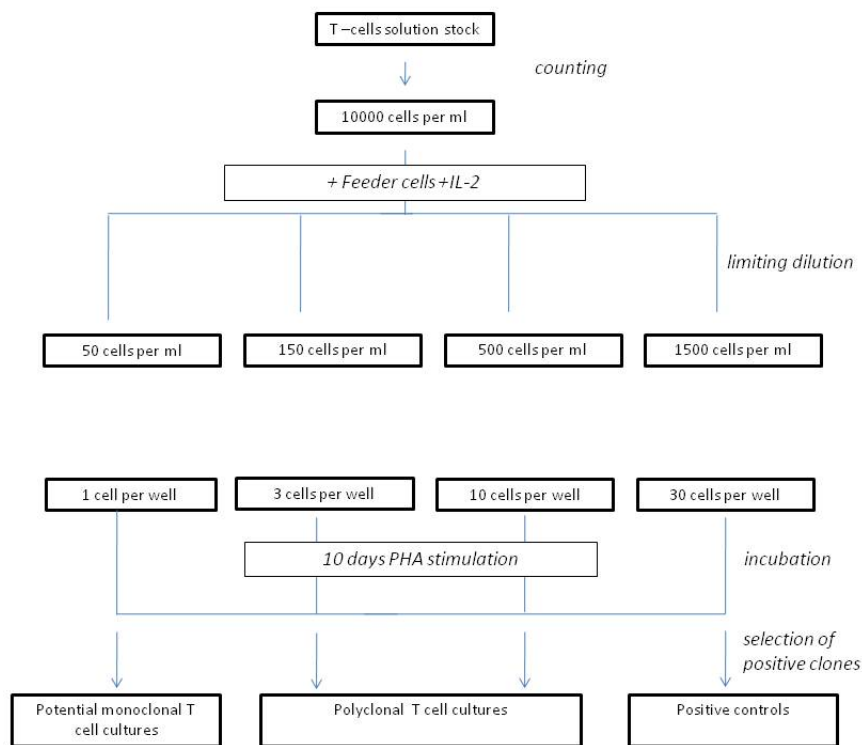 T –cells solution stock
counting
10000 cells per ml
+ Feeder cells +IL-2
limiting dilution
50 cells per ml
150 cells per ml
500 cells per ml
1500 cells per ml
1 cell per well
3 cells per well
10 cells per well
30 cells per well
10 days PHA stimulation
incubation
selection of
positive clones
Potential monoclonal T
cell cultures
Polyclonal T cell cultures
Positive controls